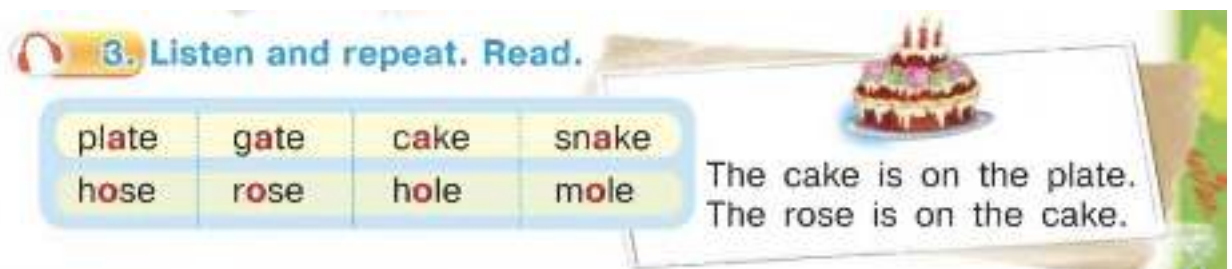 3. Listen and repeat. Read.
plate gate cake snake
hose rose hole mole
The cake is on the plate.
The rose is on the cake.